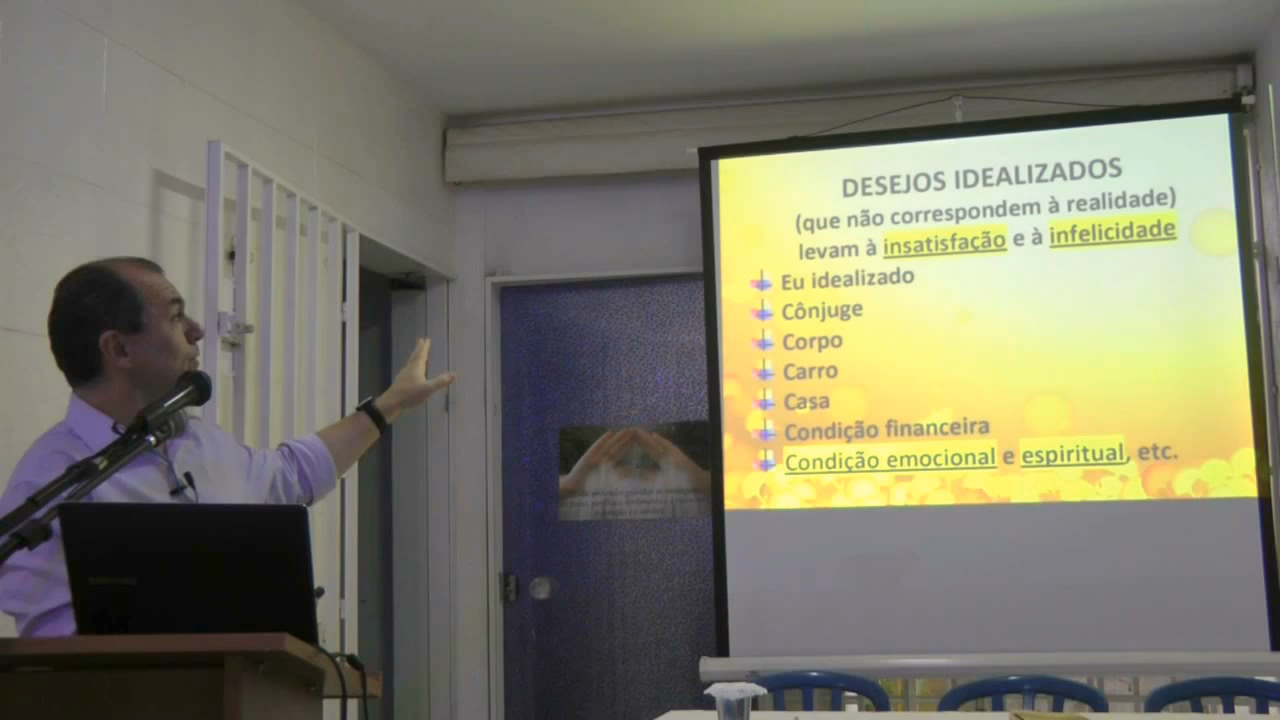 DESEJOS IDEALIZADOS
(que não correspondem à realidade)
levam à insatisfação e à infelicidade
Eu idealizado
Cônjuge
Corpo
Carro
Casa
Condição financeira
Condição emocional e espiritual, etc.